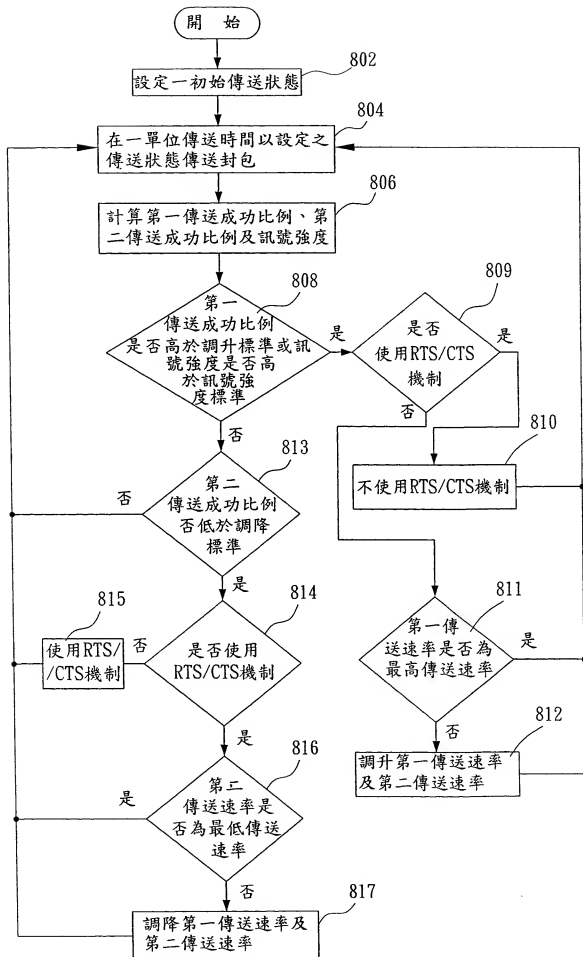 開 始
802
設定一初始傳送狀態
804
在一單位傳送時間以設定之
傳送狀態傳送封包
806
計算第一傳送成功比例、第
二傳送成功比例及訊號強度
808
第一
傳送成功比例
是否高於調升標準或訊
號強度是否高
於訊號強
度標準
是
否
809
是否
使用RTS/CTS
機制
是
否
810
不使用RTS/CTS機制
813
第二
傳送成功比例
否低於調降
標準
否
是
811
第一傳
送速率是否為
最高傳送速率
是
否
812
調升第一傳送速率
及第二傳送速率
814
是否使用
RTS/CTS機制
否
是
815
使用RTS/
/CTS機制
816
第二
傳送速率是
否為最低傳送
速率
是
否
817
調降第一傳送速率及
第二傳送速率